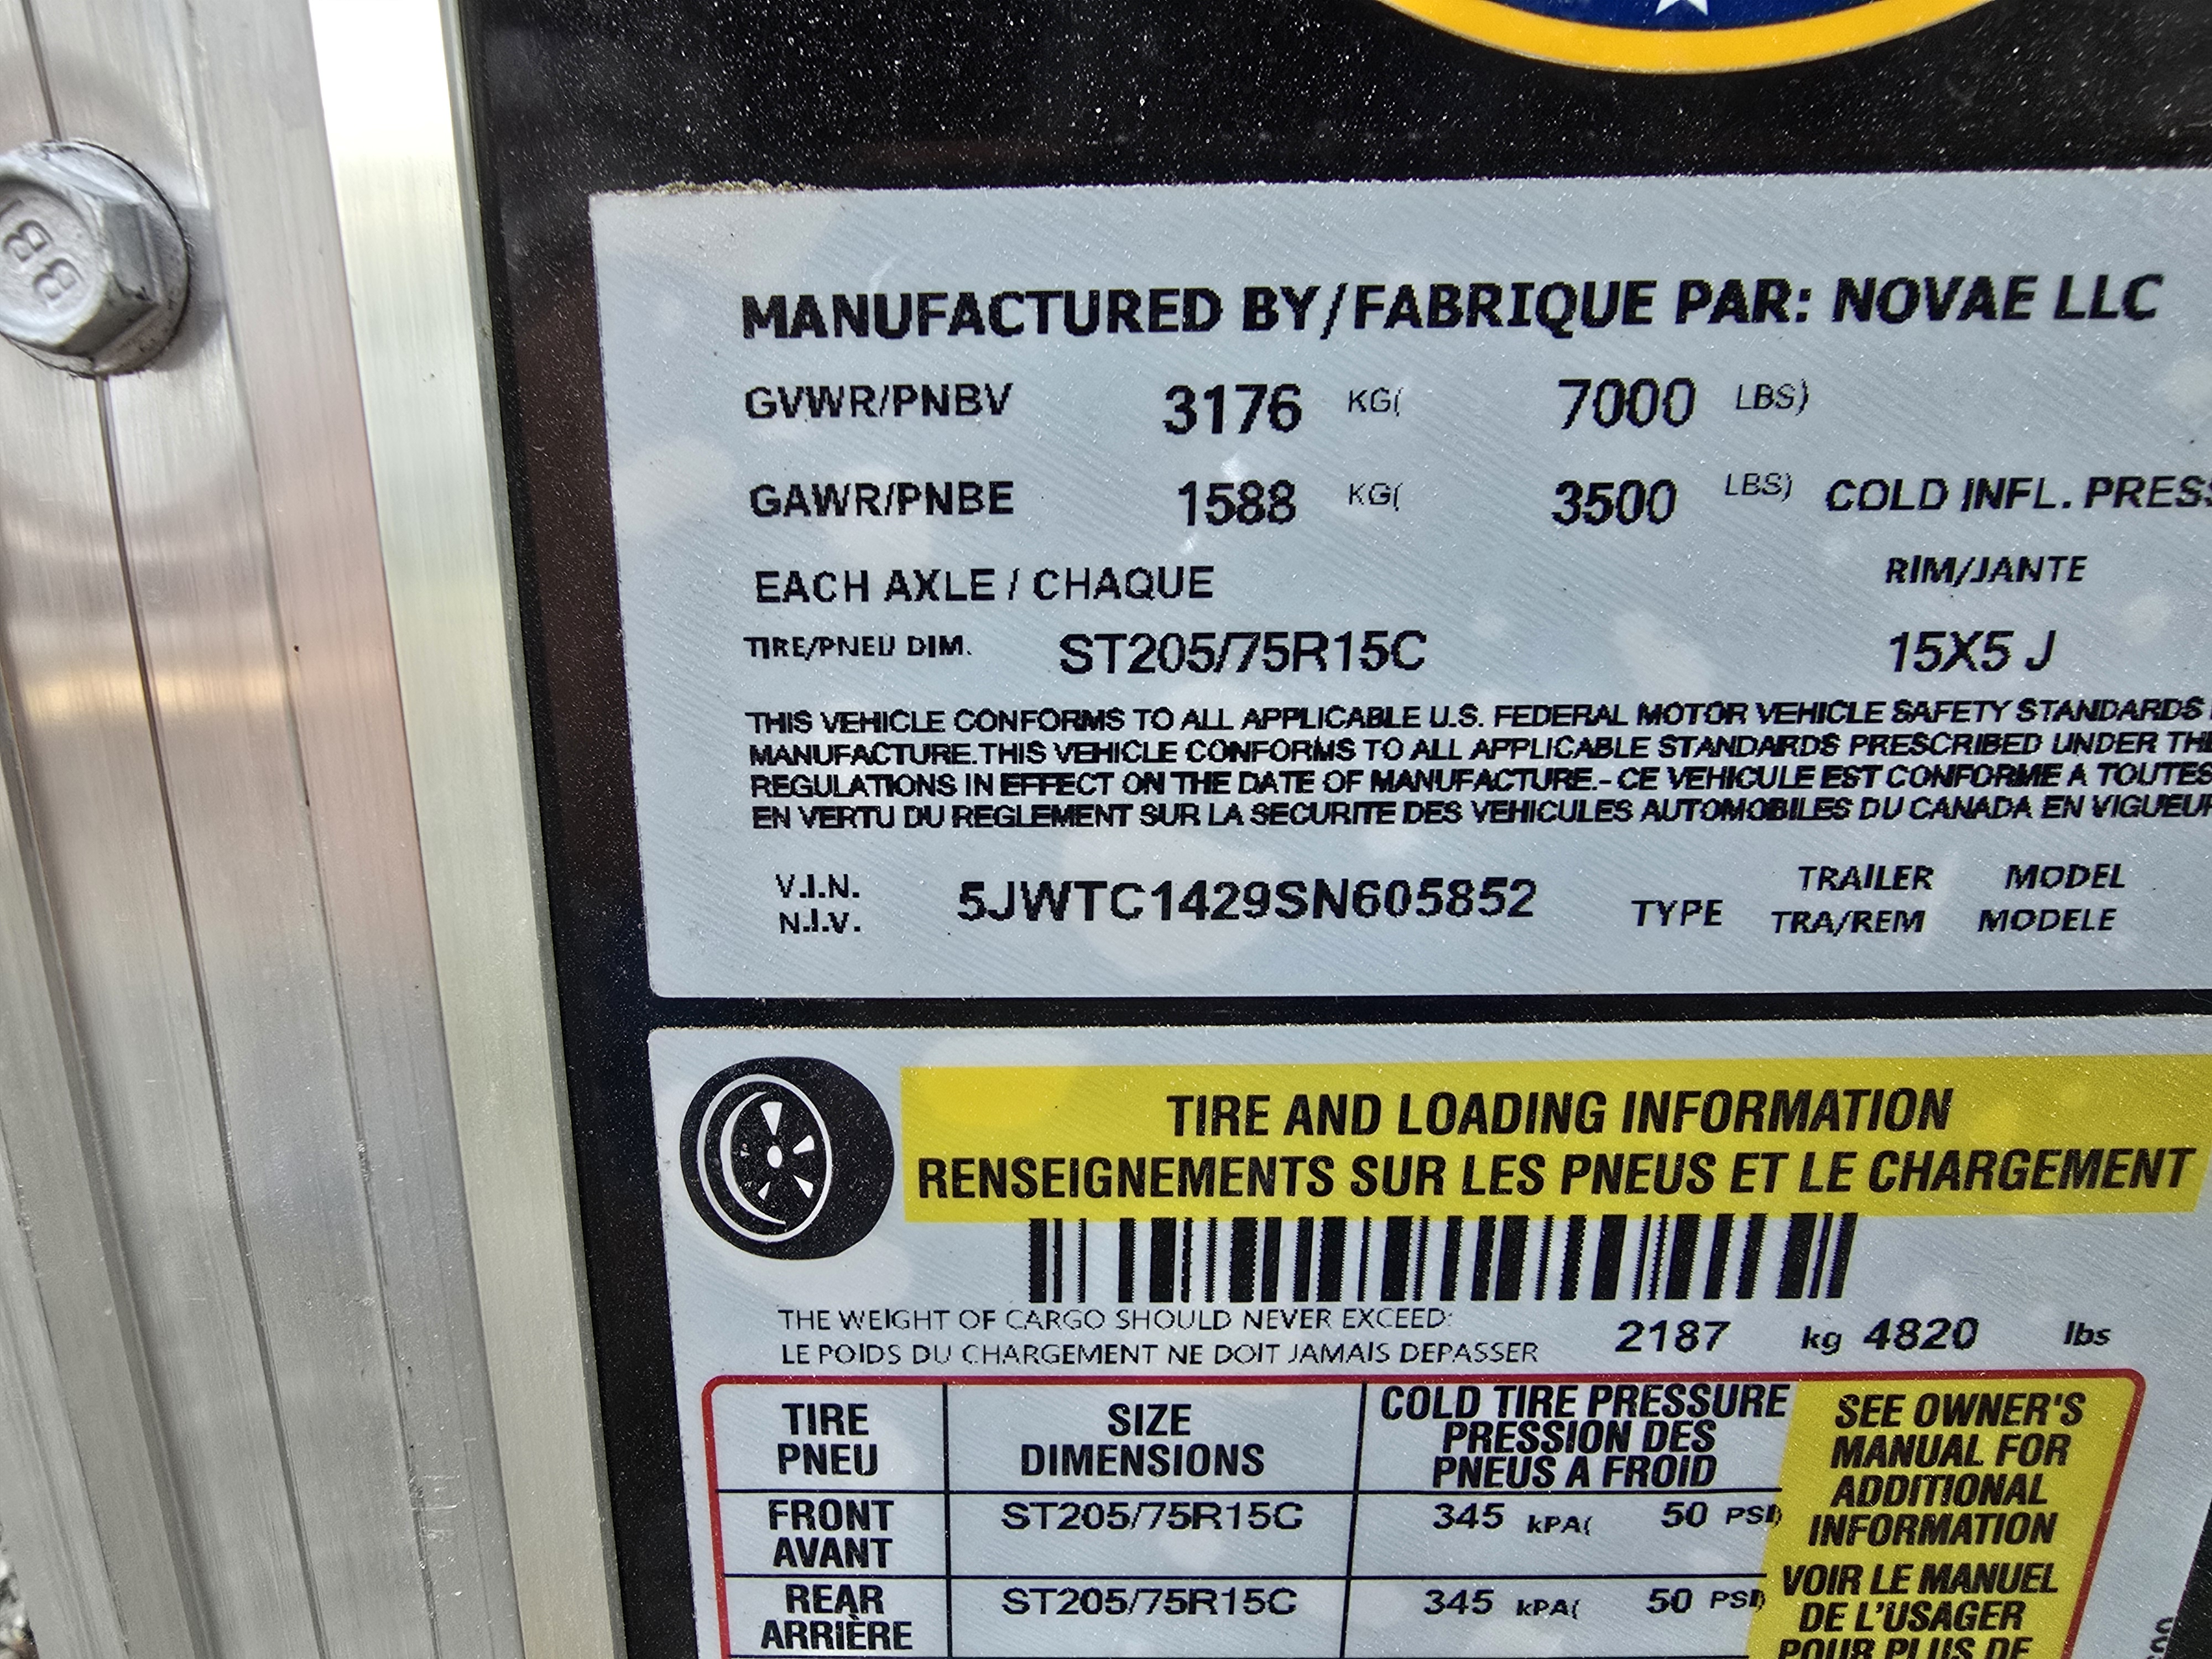 BB
MANUFACTURED BY/FABRIQUE PAR: NOVAE LLC
GVWR/PNBV 3176 KG( 7000 LBS)
GAWR/PNBE 1588 KG( 3500 LBS) COLD INFL. PRESS
EACH AXLE / CHAQUE RIM/JANTE
TIRE/PNEU DIM. ST205/75R15C 15X5 J
THIS VEHICLE CONFORMS TO ALL APPLICABLE U.S. FEDERAL MOTOR VEHICLE SAFETY STANDARDS
MANUFACTURE.THIS VEHICLE CONFORMS TO ALL APPLICABLE STANDARDS PRESCRIBED UNDER THE
REGULATIONS IN EFFECT ON THE DATE OF MANUFACTURE.- CE VEHICULE EST CONFORME A TOUTES
EN VERTU DU REGLEMENT SUR LA SECURITE DES VEHICULES AUTOMOBILES DU CANADA EN VIGUEUR
V.I.N. 5JWTC1429SN605852 TYPE TRAILER MODEL
N.I.V. TRA/REM MODELE
TIRE AND LOADING INFORMATION
RENSEIGNEMENTS SUR LES PNEUS ET LE CHARGEMENT
THE WEIGHT OF CARGO SHOULD NEVER EXCEED: 2187 kg 4820 lbs
LE POIDS DU CHARGEMENT NE DOIT JAMAIS DEPASSER
TIRE
PNEU
SIZE
DIMENSIONS
COLD TIRE PRESSURE
PRESSION DES
PNEUS A FROID
FRONT
AVANT
ST205/75R15C
345 kPA( 50 PSI)
REAR
ARRIÈRE
ST205/75R15C
345 kPA( 50 PSI)
SEE OWNER'S
MANUAL FOR
ADDITIONAL
INFORMATION
VOIR LE MANUEL
DE L'USAGER
POUR PLUS DE